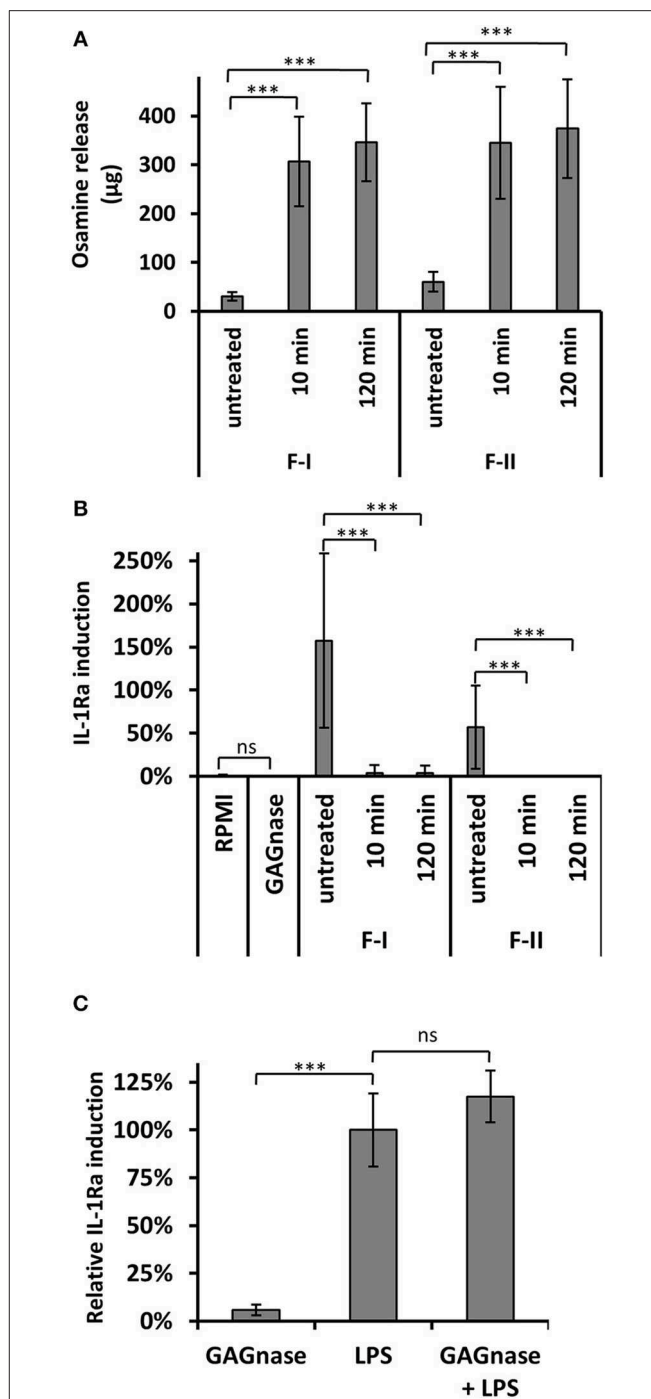 A
Osamine release
(µg)
400
300
200
100
0
***
***
***
***
untreated
10 min
120 min
untreated
10 min
120 min
F-I
F-II
B
IL-1Ra induction
250%
200%
150%
100%
50%
0%
ns
***
***
***
***
RPMI
GAGnase
untreated
10 min
120 min
untreated
10 min
120 min
F-I
F-II
C
Relative IL-1Ra induction
125%
100%
75%
50%
25%
0%
***
ns
GAGnase
LPS
GAGnase
+ LPS